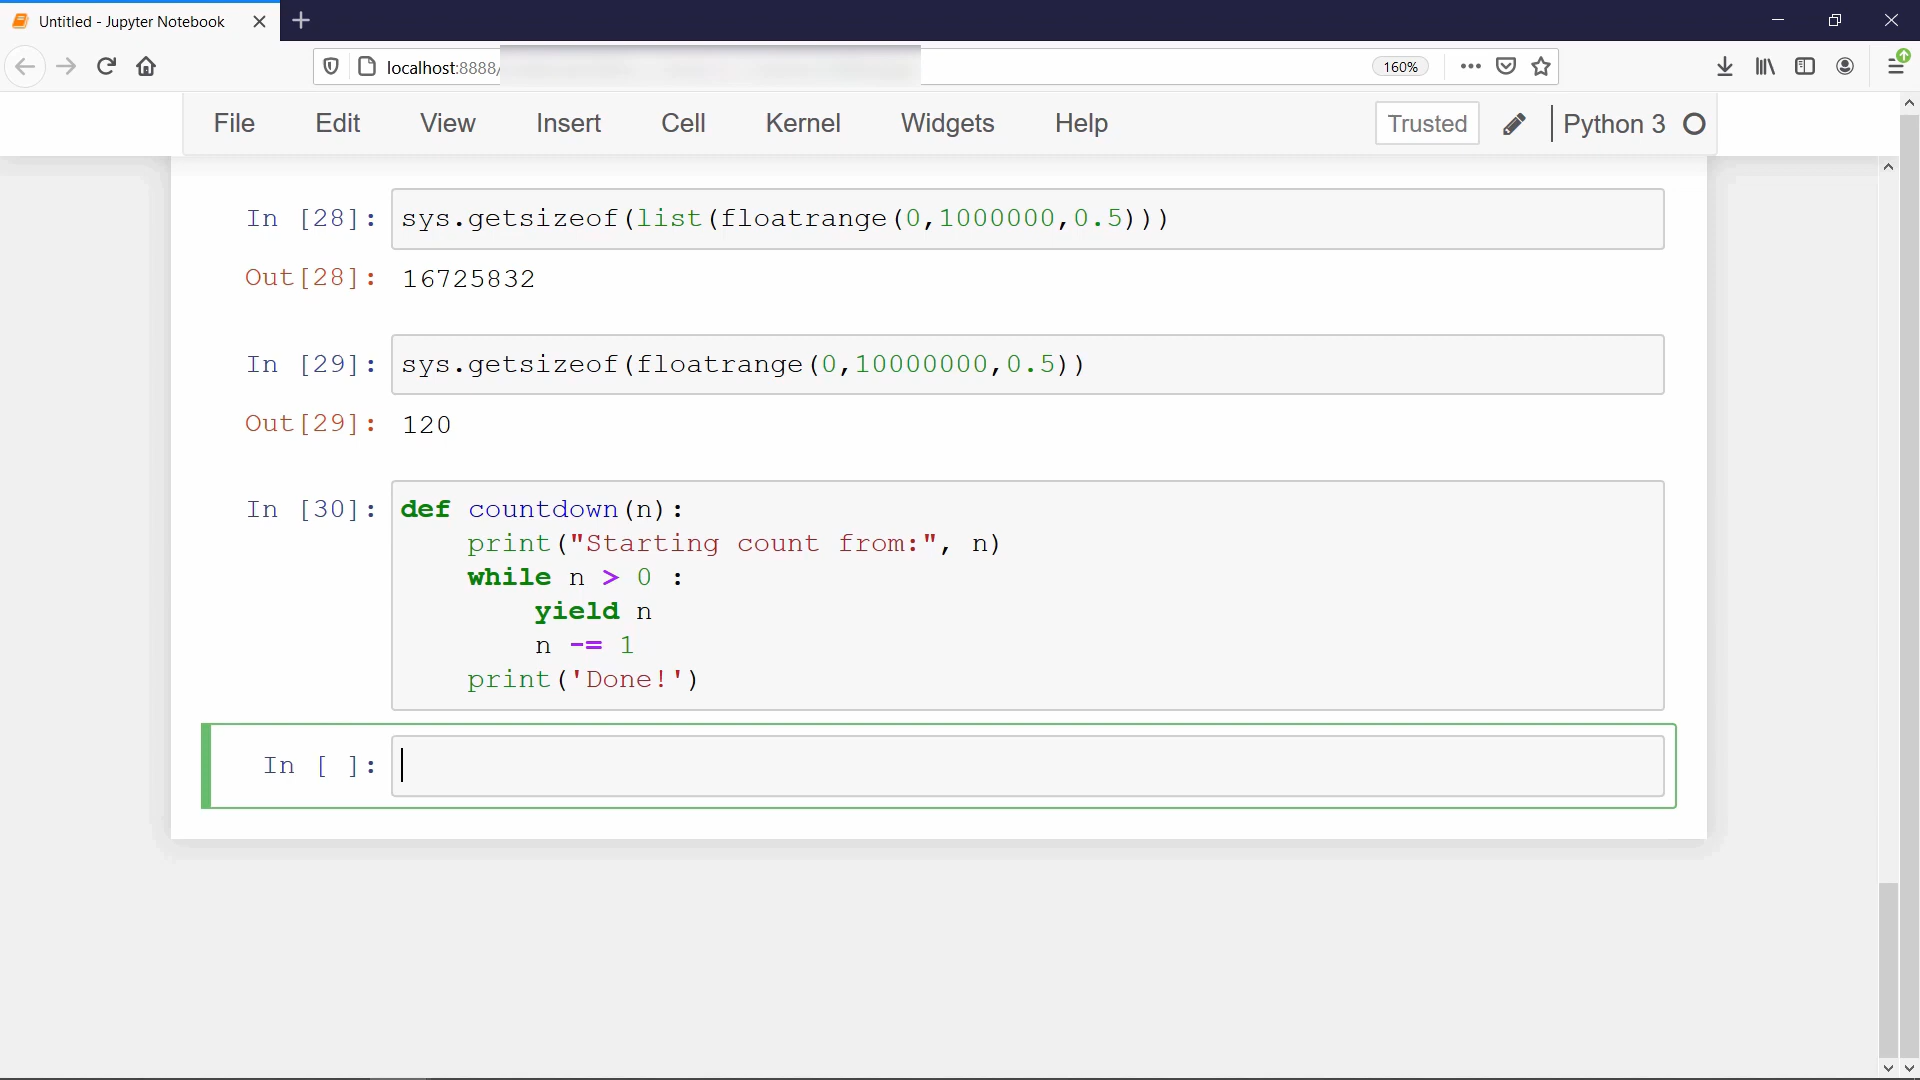 Untitled - Jupyter Notebook
localhost:8888/
160%
File Edit View Insert Cell Kernel Widgets Help Trusted Python 3
In [28]: sys.getsizeof(list(floatrange(0,1000000,0.5)))
Out[28]: 16725832
In [29]: sys.getsizeof(floatrange(0,10000000,0.5))
Out[29]: 120
In [30]: def countdown(n):
    print("Starting count from:", n)
    while n > 0 :
        yield n
        n -= 1
    print('Done!')
In [ ]: